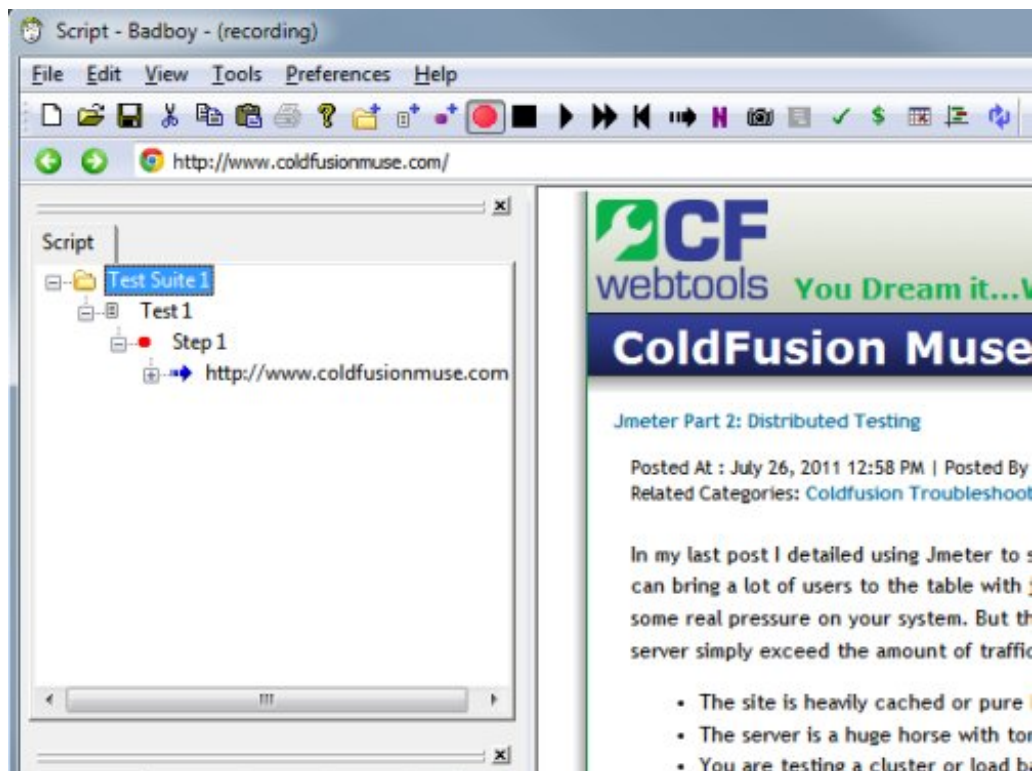 Script - Badboy - (recording)
File Edit View Tools Preferences Help
http://www.coldfusionmuse.com/
Script
Test Suite 1
Test 1
Step 1
http://www.coldfusionmuse.com
CF
webtools You Dream it...
ColdFusion Muse
Jmeter Part 2: Distributed Testing
Posted At : July 26, 2011 12:58 PM | Posted By
Related Categories: Coldfusion Troubleshoot
In my last post I detailed using Jmeter to
can bring a lot of users to the table with
some real pressure on your system. But th
server simply exceed the amount of traffic
• The site is heavily cached or pure
• The server is a huge horse with tor
• You are testing a cluster or load ba